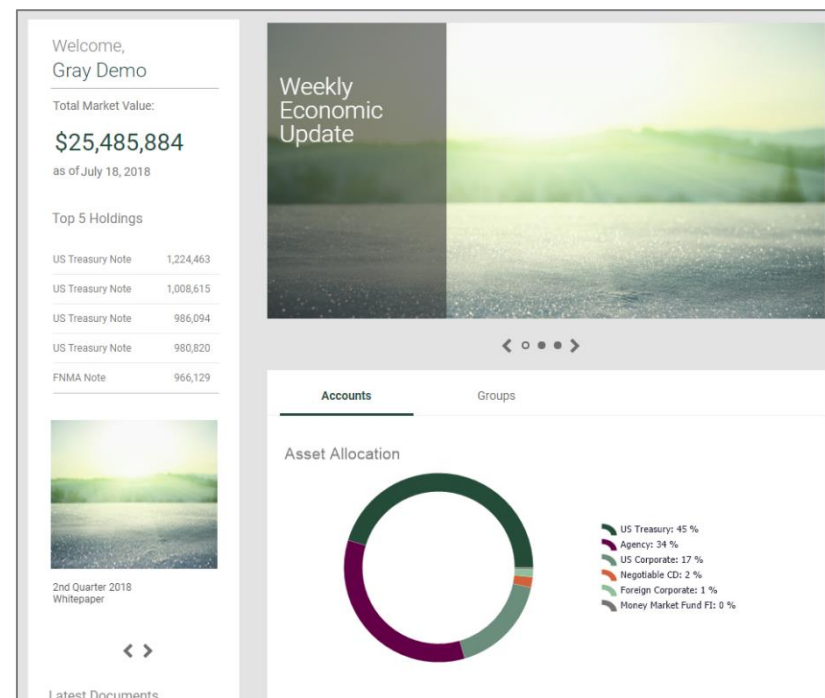 Welcome,
Gray Demo
Total Market Value:
$25,485,884
as of July 18, 2018
Top 5 Holdings
US Treasury Note 1,224,463
US Treasury Note 1,008,615
US Treasury Note 986,094
US Treasury Note 980,820
FNMA Note 966,129
2nd Quarter 2018
Whitepaper
Latest Documents
Weekly
Economic
Update
Accounts Groups
Asset Allocation
US Treasury: 45 %
Agency: 34 %
US Corporate: 17 %
Negotiable CD: 2 %
Foreign Corporate: 1 %
Money Market Fund FI: 0 %